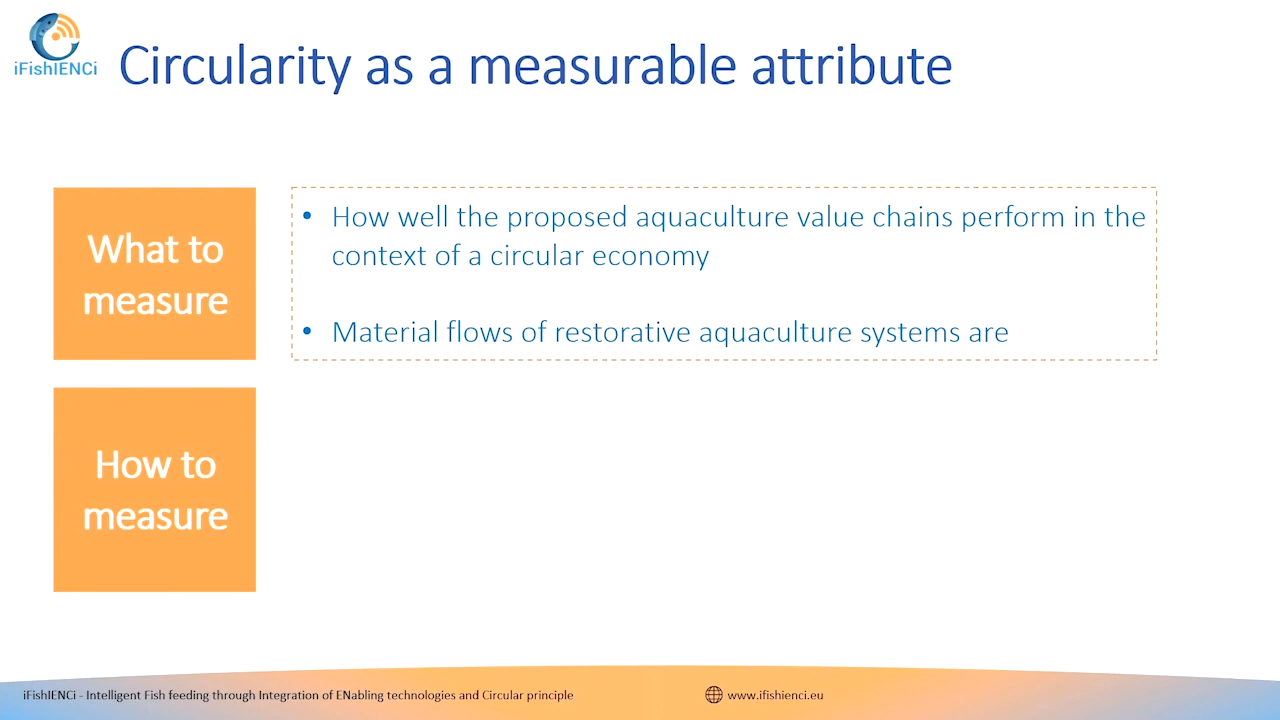 iFishIENCi
Circularity as a measurable attribute
What to
measure
• How well the proposed aquaculture value chains perform in the
context of a circular economy
• Material flows of restorative aquaculture systems are
How to
measure
iFishIENCi - Intelligent Fish feeding through Integration of ENabling technologies and Circular principle
www.ifishienci.eu